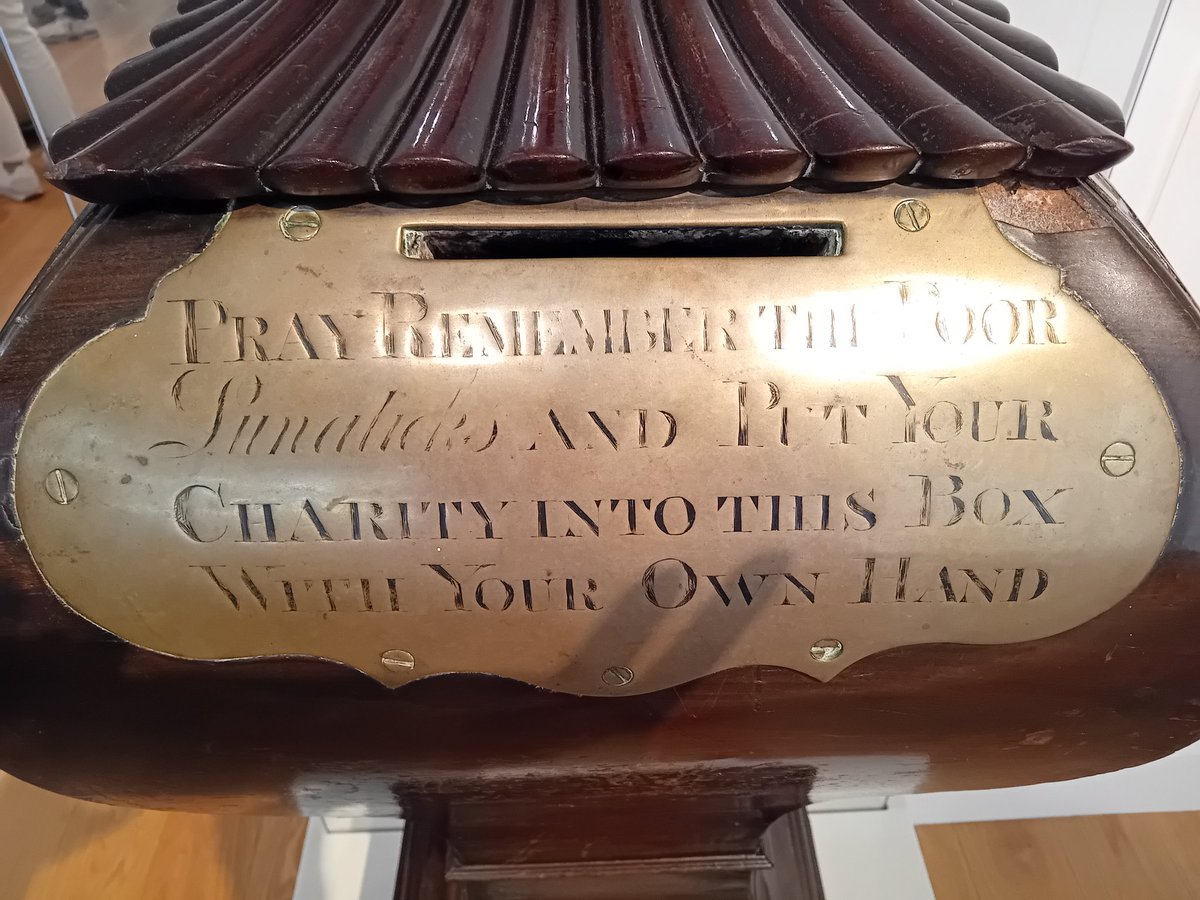 PRAY REMEMBER THE POOR
Lunaticks AND PUT YOUR
CHARITY INTO THIS BOX
WITH YOUR OWN HAND